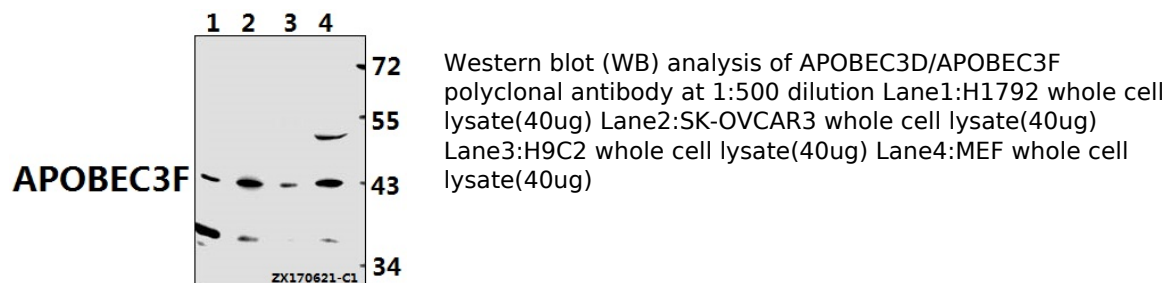 1 2 3 4
72
55
APOBEC3F
43
34
ZX170621-C1
Western blot (WB) analysis of APOBEC3D/APOBEC3F
polyclonal antibody at 1:500 dilution Lane1:H1792 whole cell
lysate(40ug) Lane2:SK-OVCAR3 whole cell lysate(40ug)
Lane3:H9C2 whole cell lysate(40ug) Lane4:MEF whole cell
lysate(40ug)